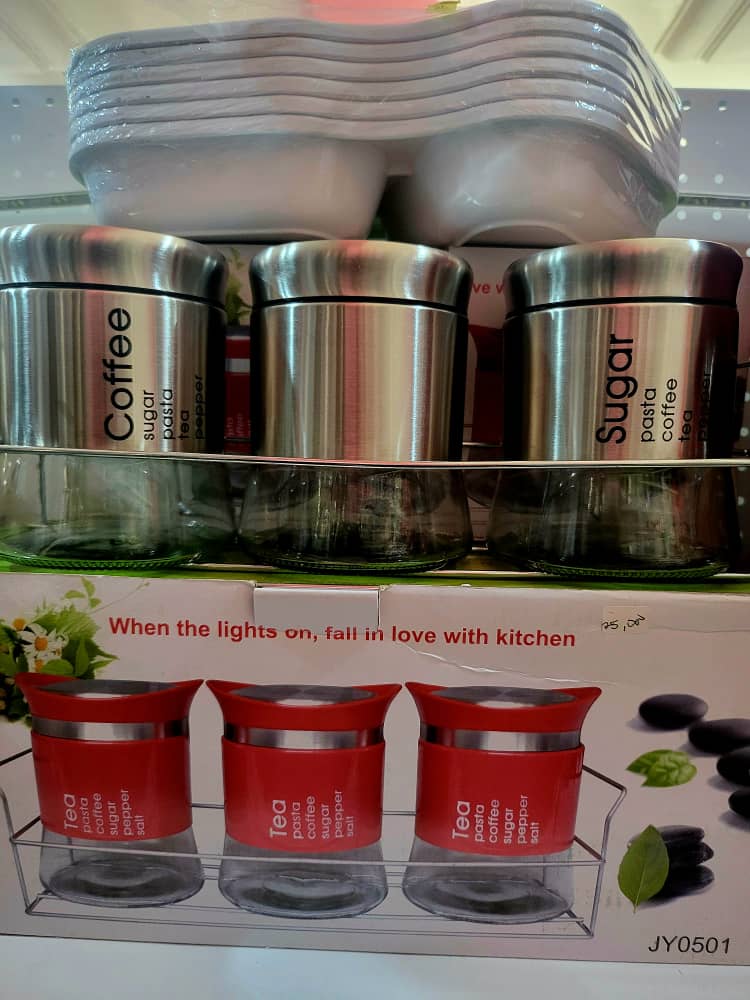 ve w
Coffee
sugar
pasta
tea
pepper
Sugar
pasta
coffee
tea
pepper
When the lights on, fall in love with kitchen
25,000
Tea
pasta
coffee
sugar
pepper
salt
Tea
pasta
coffee
sugar
pepper
salt
Tea
pasta
coffee
sugar
pepper
salt
JY0501